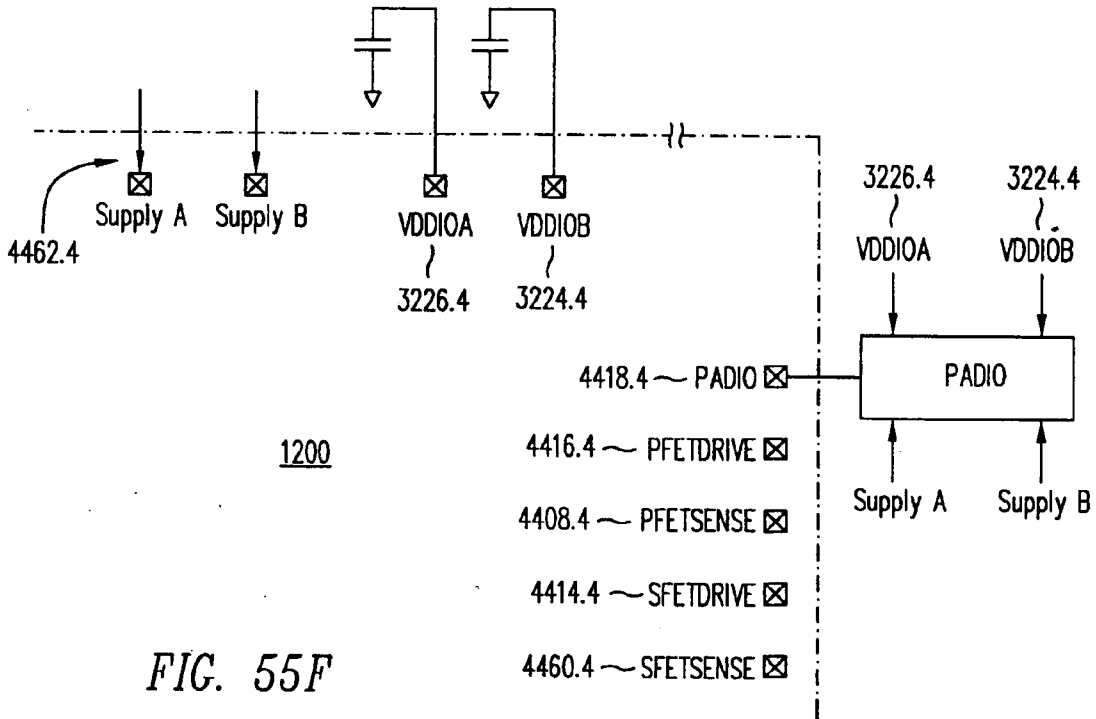 Supply A Supply B
4462.4
VDDIOA VDDIOB
3226.4 3224.4
3226.4 3224.4
VDDIOA VDDIOB
4418.4 PADIO
PADIO
4416.4 PFETDRIVE
1200
Supply A Supply B
4408.4 PFETSENSE
4414.4 SFETDRIVE
4460.4 SFETSENSE
FIG. 55F